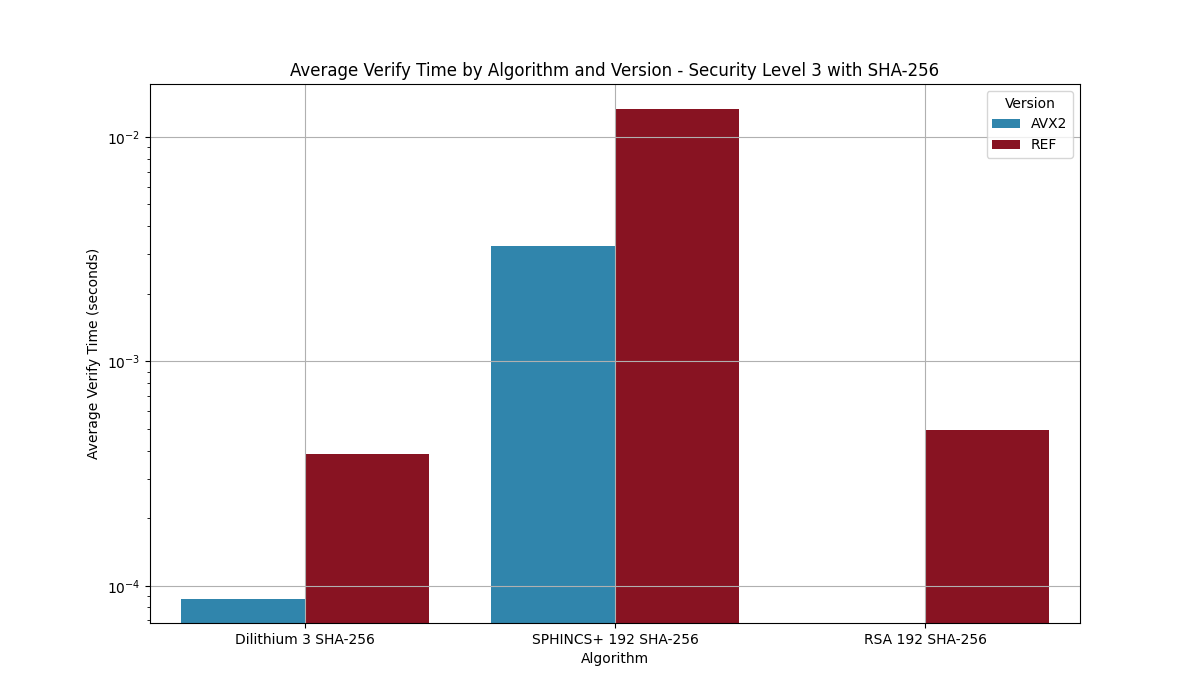 Average Verify Time by Algorithm and Version - Security Level 3 with SHA-256
Version
AVX2
REF
Average Verify Time (seconds)
10⁻²
10⁻³
10⁻⁴
Dilithium 3 SHA-256
SPHINCS+ 192 SHA-256
RSA 192 SHA-256
Algorithm